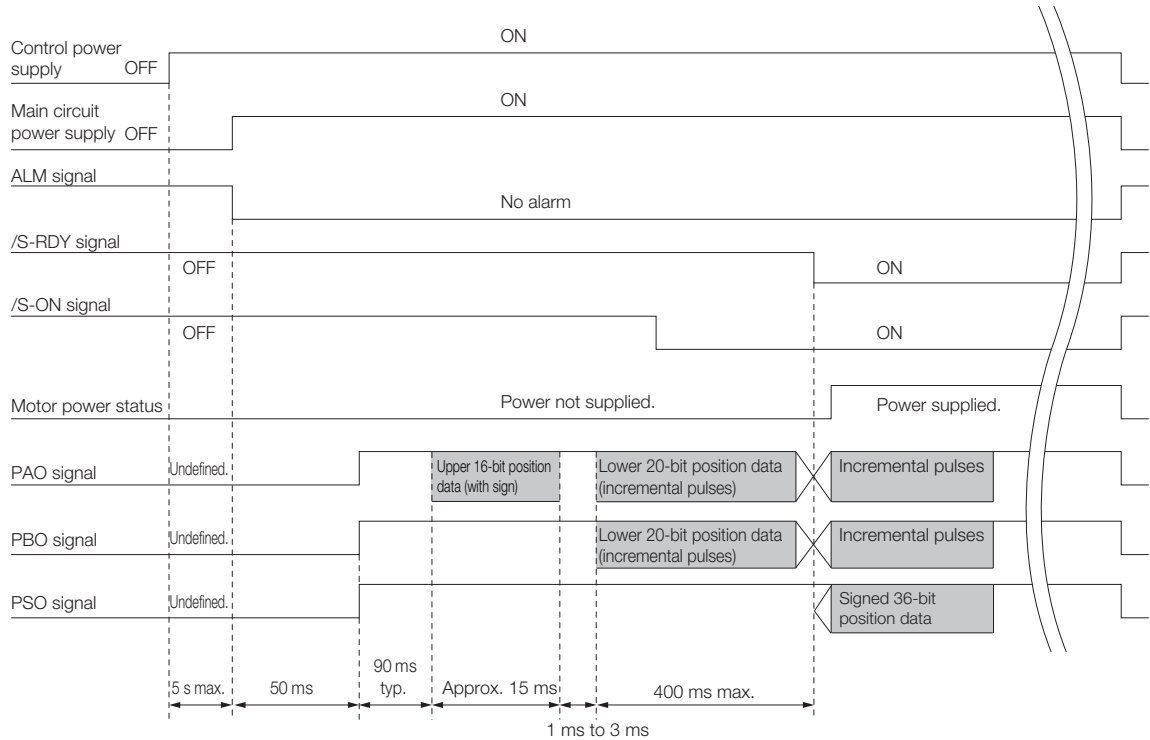 ON
Control power
supply OFF
ON
Main circuit
power supply OFF
ALM signal
No alarm
/S-RDY signal
OFF
ON
/S-ON signal
OFF
ON
Motor power status
Power not supplied.
Power supplied.
PAO signal
Undefined.
Upper 16-bit position
data (with sign)
Lower 20-bit position data
(incremental pulses)
Incremental pulses
PBO signal
Undefined.
Lower 20-bit position data
(incremental pulses)
Incremental pulses
PSO signal
Undefined.
Signed 36-bit
position data
5 s max.
50 ms
90 ms
typ.
Approx. 15 ms
1 ms to 3 ms
400 ms max.